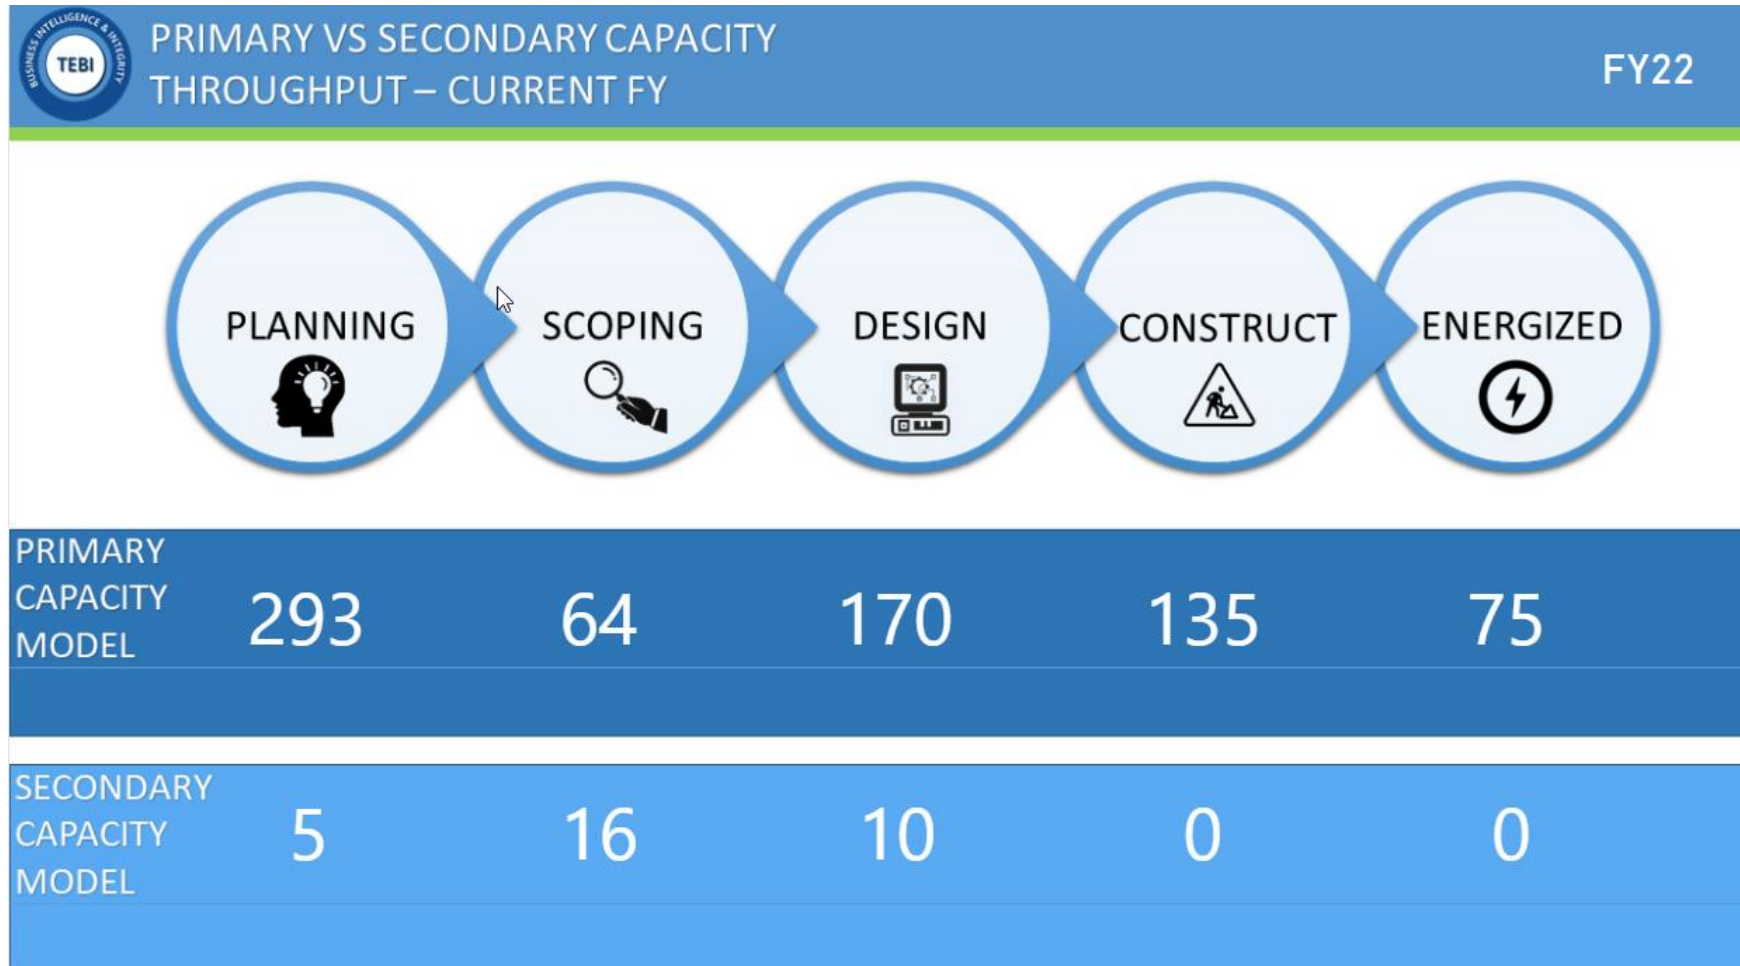 BUSINESS INTELLIGENCE & INTEGRITY
TEBI
PRIMARY VS SECONDARY CAPACITY
THROUGHPUT – CURRENT FY
FY22
PLANNING
SCOPING
DESIGN
CONSTRUCT
ENERGIZED
PRIMARY
CAPACITY
MODEL
293 64 170 135 75
SECONDARY
CAPACITY
MODEL
5 16 10 0 0